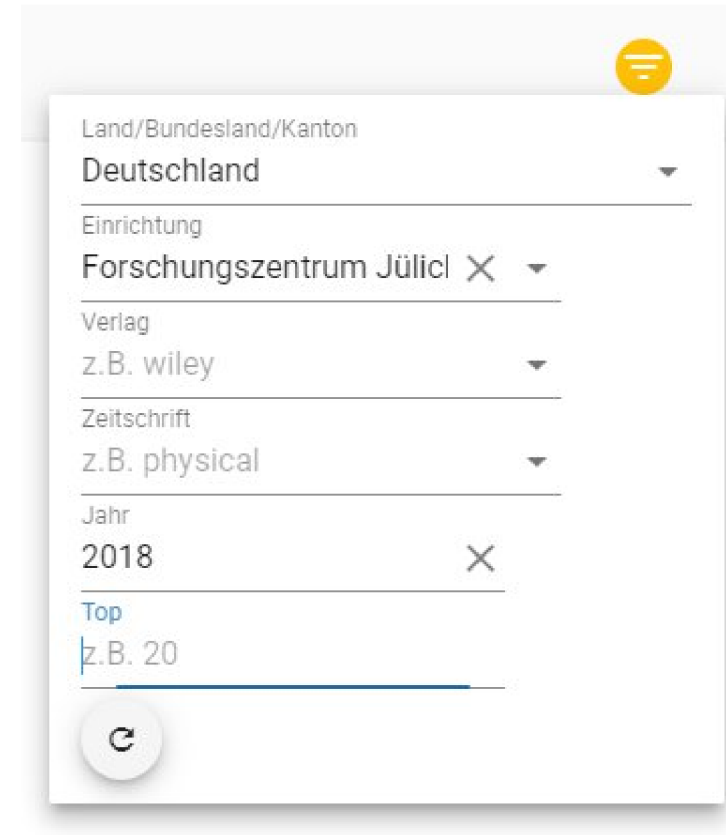 Land/Bundesland/Kanton
Deutschland
Einrichtung
Forschungszentrum Jülicl
Verlag
z.B. wiley
Zeitschrift
z.B. physical
Jahr
2018
Top
z.B. 20